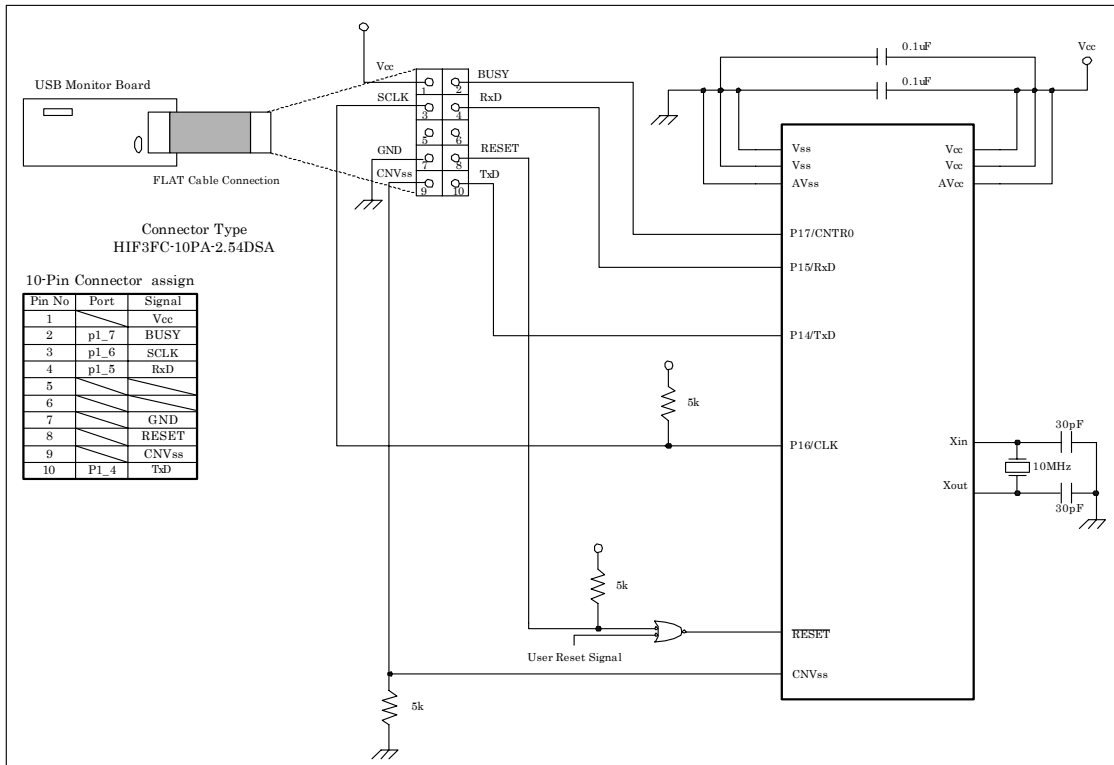 USB Monitor Board
FLAT Cable Connection
Connector Type
HIF3FC-10PA-2.54DSA
10-Pin Connector assign
Pin No Port Signal
1 Vcc
2 p1_7 BUSY
3 p1_6 SCLK
4 p1_5 RxD
5
6
7 GND
8 RESET
9 CNVss
10 P1_4 TxD
Vcc
BUSY
1 2
SCLK
RxD
3 4
5 6
GND
RESET
7 8
CNVss
TxD
9 10
0.1uF
0.1uF
Vcc
Vss
Vss
AVss
Vcc
Vcc
AVcc
P17/CNTR0
P15/RxD
P14/TxD
5k
P16/CLK
Xin
Xout
30pF
10MHz
30pF
5k
User Reset Signal
RESET
CNVss
5k